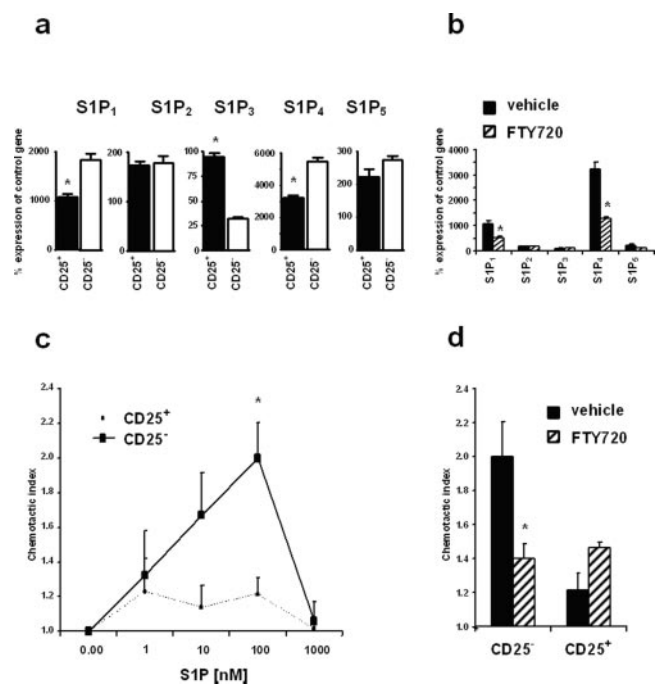 a
S1P1 S1P2 S1P3 S1P4 S1P5
% expression of control gene
2000
1000
0
*
CD25+ CD25-
200
100
0
CD25+ CD25-
100
75
50
25
0
*
CD25+ CD25-
6000
4000
2000
0
*
CD25+ CD25-
300
200
100
0
CD25+ CD25-
b
vehicle
FTY720
% expression of control gene
4000
3000
2000
1000
0
* *
S1P1 S1P2 S1P3 S1P4 S1P5
c
CD25+
CD25-
*
Chemotactic index
2.4
2.2
2.0
1.8
1.6
1.4
1.2
1.0
0.00 1 10 100 1000
S1P [nM]
d
vehicle
FTY720
*
Chemotactic index
2.4
2.2
2.0
1.8
1.6
1.4
1.2
1.0
CD25- CD25+